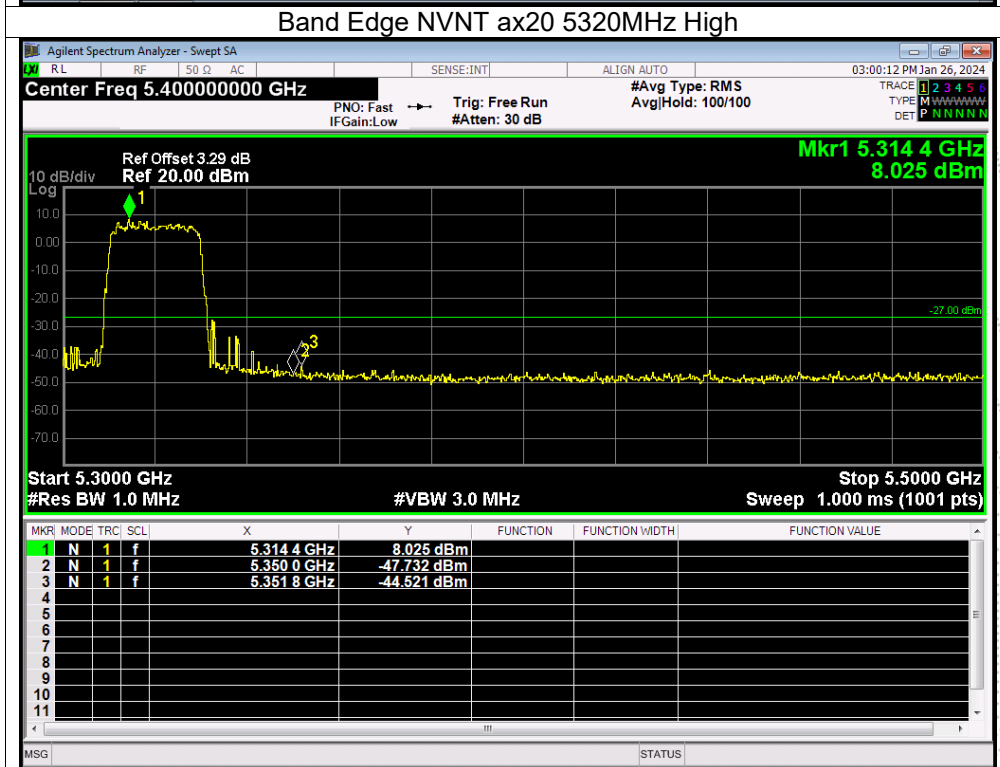 Band Edge NVNT ax20 5320MHz High
Agilent Spectrum Analyzer - Swept SA
LXI RL RF 50 Ω AC SENSE:INT ALIGN AUTO 03:00:12 PM Jan 26, 2024
Center Freq 5.400000000 GHz #Avg Type: RMS TRACE 1 2 3 4 5 6
PNO: Fast Trig: Free Run Avg|Hold: 100/100 TYPE M WWWWW
IFGain:Low #Atten: 30 dB DET P N N N N N
Mkr1 5.314 4 GHz
8.025 dBm
Ref Offset 3.29 dB
10 dB/div Ref 20.00 dBm
Log
1
10.0
0.00
-10.0
-20.0
-27.00 dBm
-30.0
3
2
-40.0
-50.0
-60.0
-70.0
Start 5.3000 GHz Stop 5.5000 GHz
#Res BW 1.0 MHz #VBW 3.0 MHz Sweep 1.000 ms (1001 pts)
MKR MODE TRC SCL X Y FUNCTION FUNCTION WIDTH FUNCTION VALUE
1 N 1 f 5.314 4 GHz 8.025 dBm
2 N 1 f 5.350 0 GHz -47.732 dBm
3 N 1 f 5.351 8 GHz -44.521 dBm
4
5
6
7
8
9
10
11
MSG STATUS